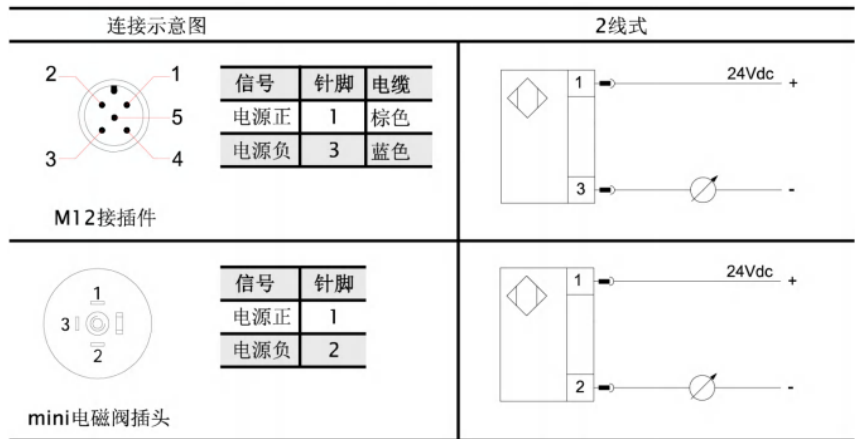 连接示意图 2线式
2 1
5
3 4
M12接插件
信号 针脚 电缆
电源正 1 棕色
电源负 3 蓝色
1 24Vdc +
3 -
1
3
2
mini电磁阀插头
信号 针脚
电源正 1
电源负 2
1 24Vdc +
2 -